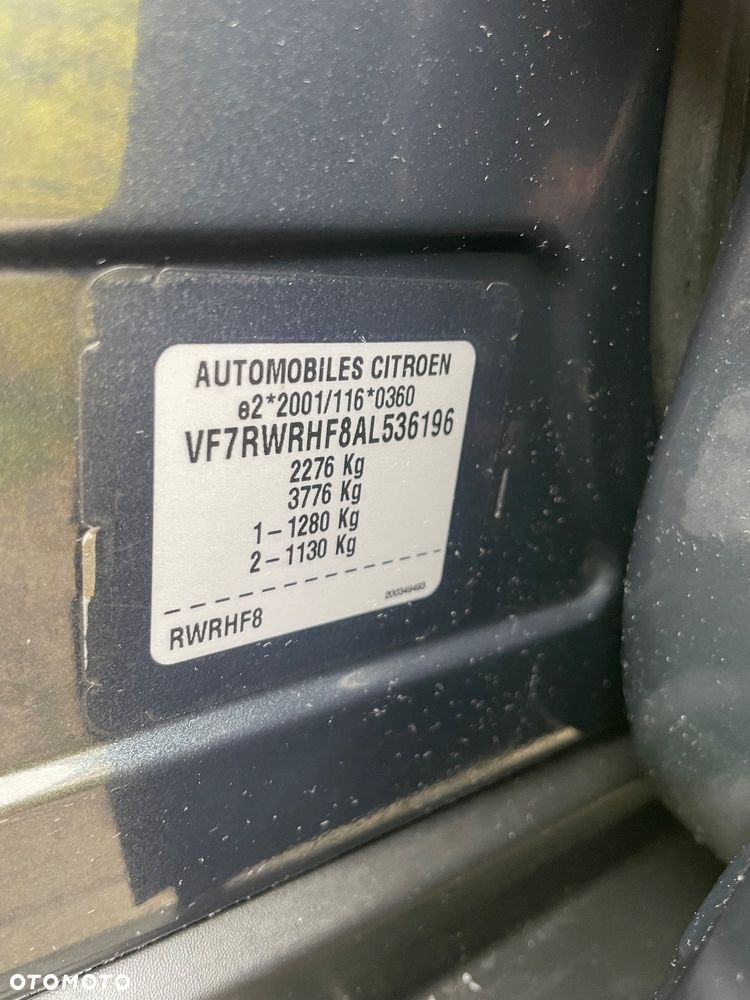 AUTOMOBILES CITROEN
e2*2001/116*0360
VF7RWRHF8AL536196
2276 Kg
3776 Kg
1-1280 Kg
2-1130 Kg
200349493
RWRHF8
OTOMOTO